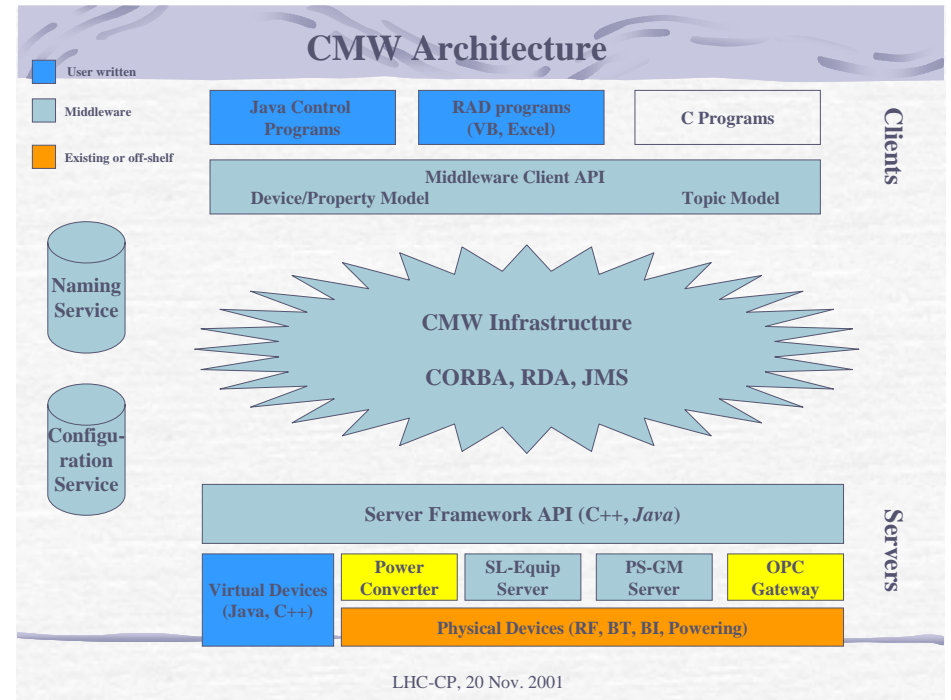 CMW Architecture
User written
Middleware
Existing or off-shelf
Java Control
Programs
RAD programs
(VB, Excel)
C Programs
Clients
Middleware Client API
Device/Property Model
Topic Model
Naming
Service
CMW Infrastructure
CORBA, RDA, JMS
Configu-
ration
Service
Server Framework API (C++, Java)
Servers
Virtual Devices
(Java, C++)
Power
Converter
SL-Equip
Server
PS-GM
Server
OPC
Gateway
Physical Devices (RF, BT, BI, Powering)
LHC-CP, 20 Nov. 2001